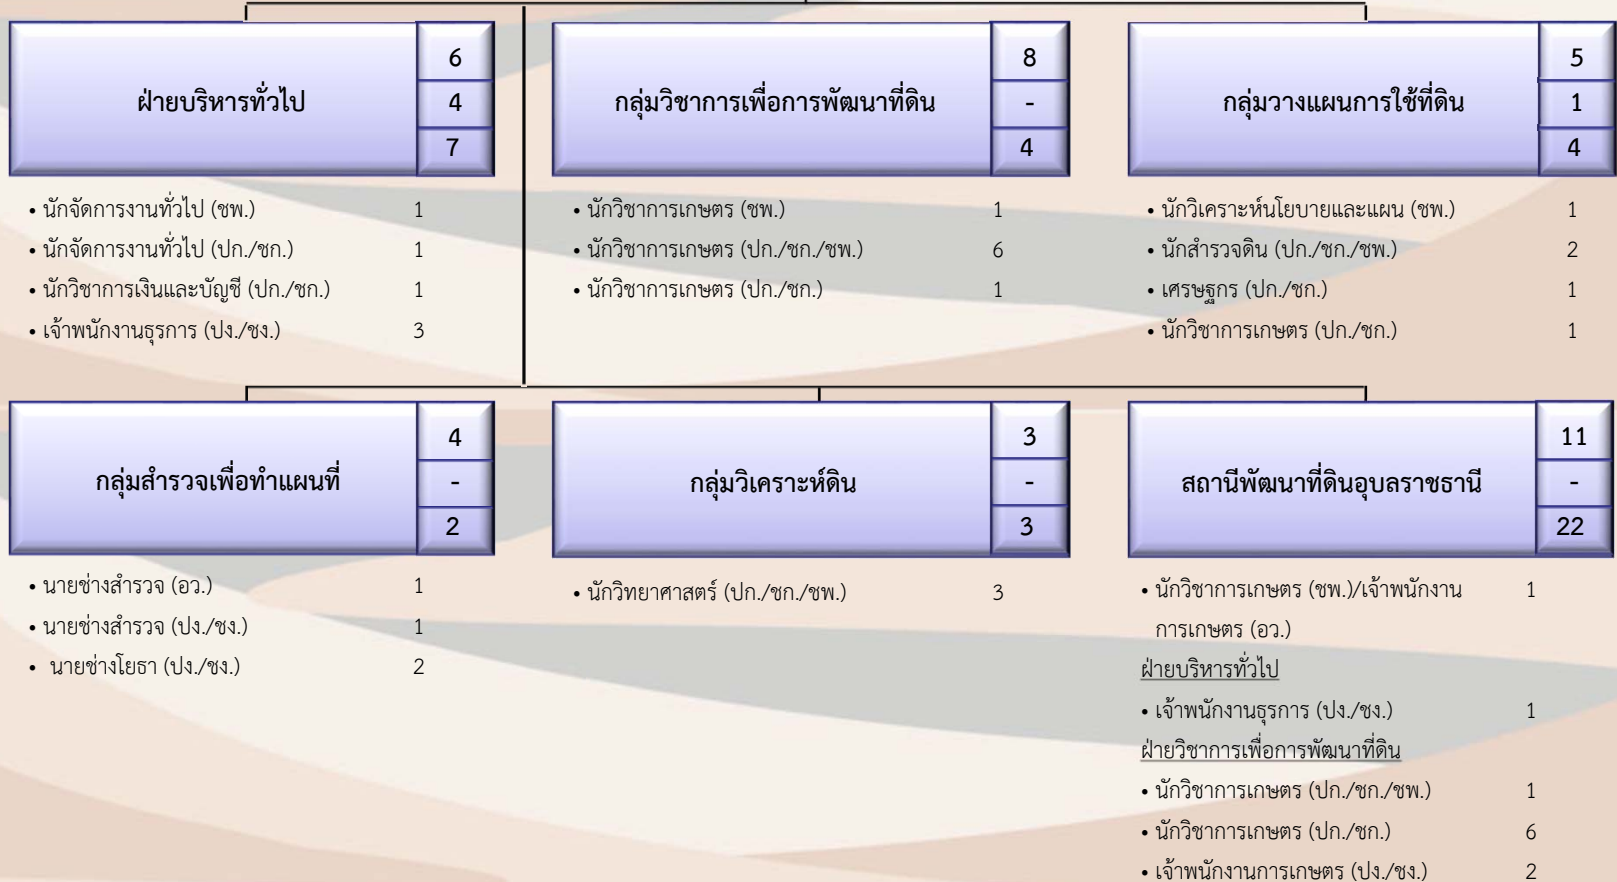 ฝ่ายบริหารทั่วไป
6
4
7
• นักจัดการงานทั่วไป (ชพ.) 1
• นักจัดการงานทั่วไป (ปก./ชก.) 1
• นักวิชาการเงินและบัญชี (ปก./ชก.) 1
• เจ้าพนักงานธุรการ (ปง./ชง.) 3
กลุ่มวิชาการเพื่อการพัฒนาที่ดิน
8
-
4
• นักวิชาการเกษตร (ชพ.) 1
• นักวิชาการเกษตร (ปก./ชก./ชพ.) 6
• นักวิชาการเกษตร (ปก./ชก.) 1
กลุ่มวางแผนการใช้ที่ดิน
5
1
4
• นักวิเคราะห์นโยบายและแผน (ชพ.) 1
• นักสำรวจดิน (ปก./ชก./ชพ.) 2
• เศรษฐกร (ปก./ชก.) 1
• นักวิชาการเกษตร (ปก./ชก.) 1
กลุ่มสำรวจเพื่อทำแผนที่
4
-
2
• นายช่างสำรวจ (อว.) 1
• นายช่างสำรวจ (ปง./ชง.) 1
• นายช่างโยธา (ปง./ชง.) 2
กลุ่มวิเคราะห์ดิน
3
-
3
• นักวิทยาศาสตร์ (ปก./ชก./ชพ.) 3
สถานีพัฒนาที่ดินอุบลราชธานี
11
-
22
• นักวิชาการเกษตร (ชพ.)/เจ้าพนักงาน 1
การเกษตร (อว.)
ฝ่ายบริหารทั่วไป
• เจ้าพนักงานธุรการ (ปง./ชง.) 1
ฝ่ายวิชาการเพื่อการพัฒนาที่ดิน
• นักวิชาการเกษตร (ปก./ชก./ชพ.) 1
• นักวิชาการเกษตร (ปก./ชก.) 6
• เจ้าพนักงานการเกษตร (ปง./ชง.) 2